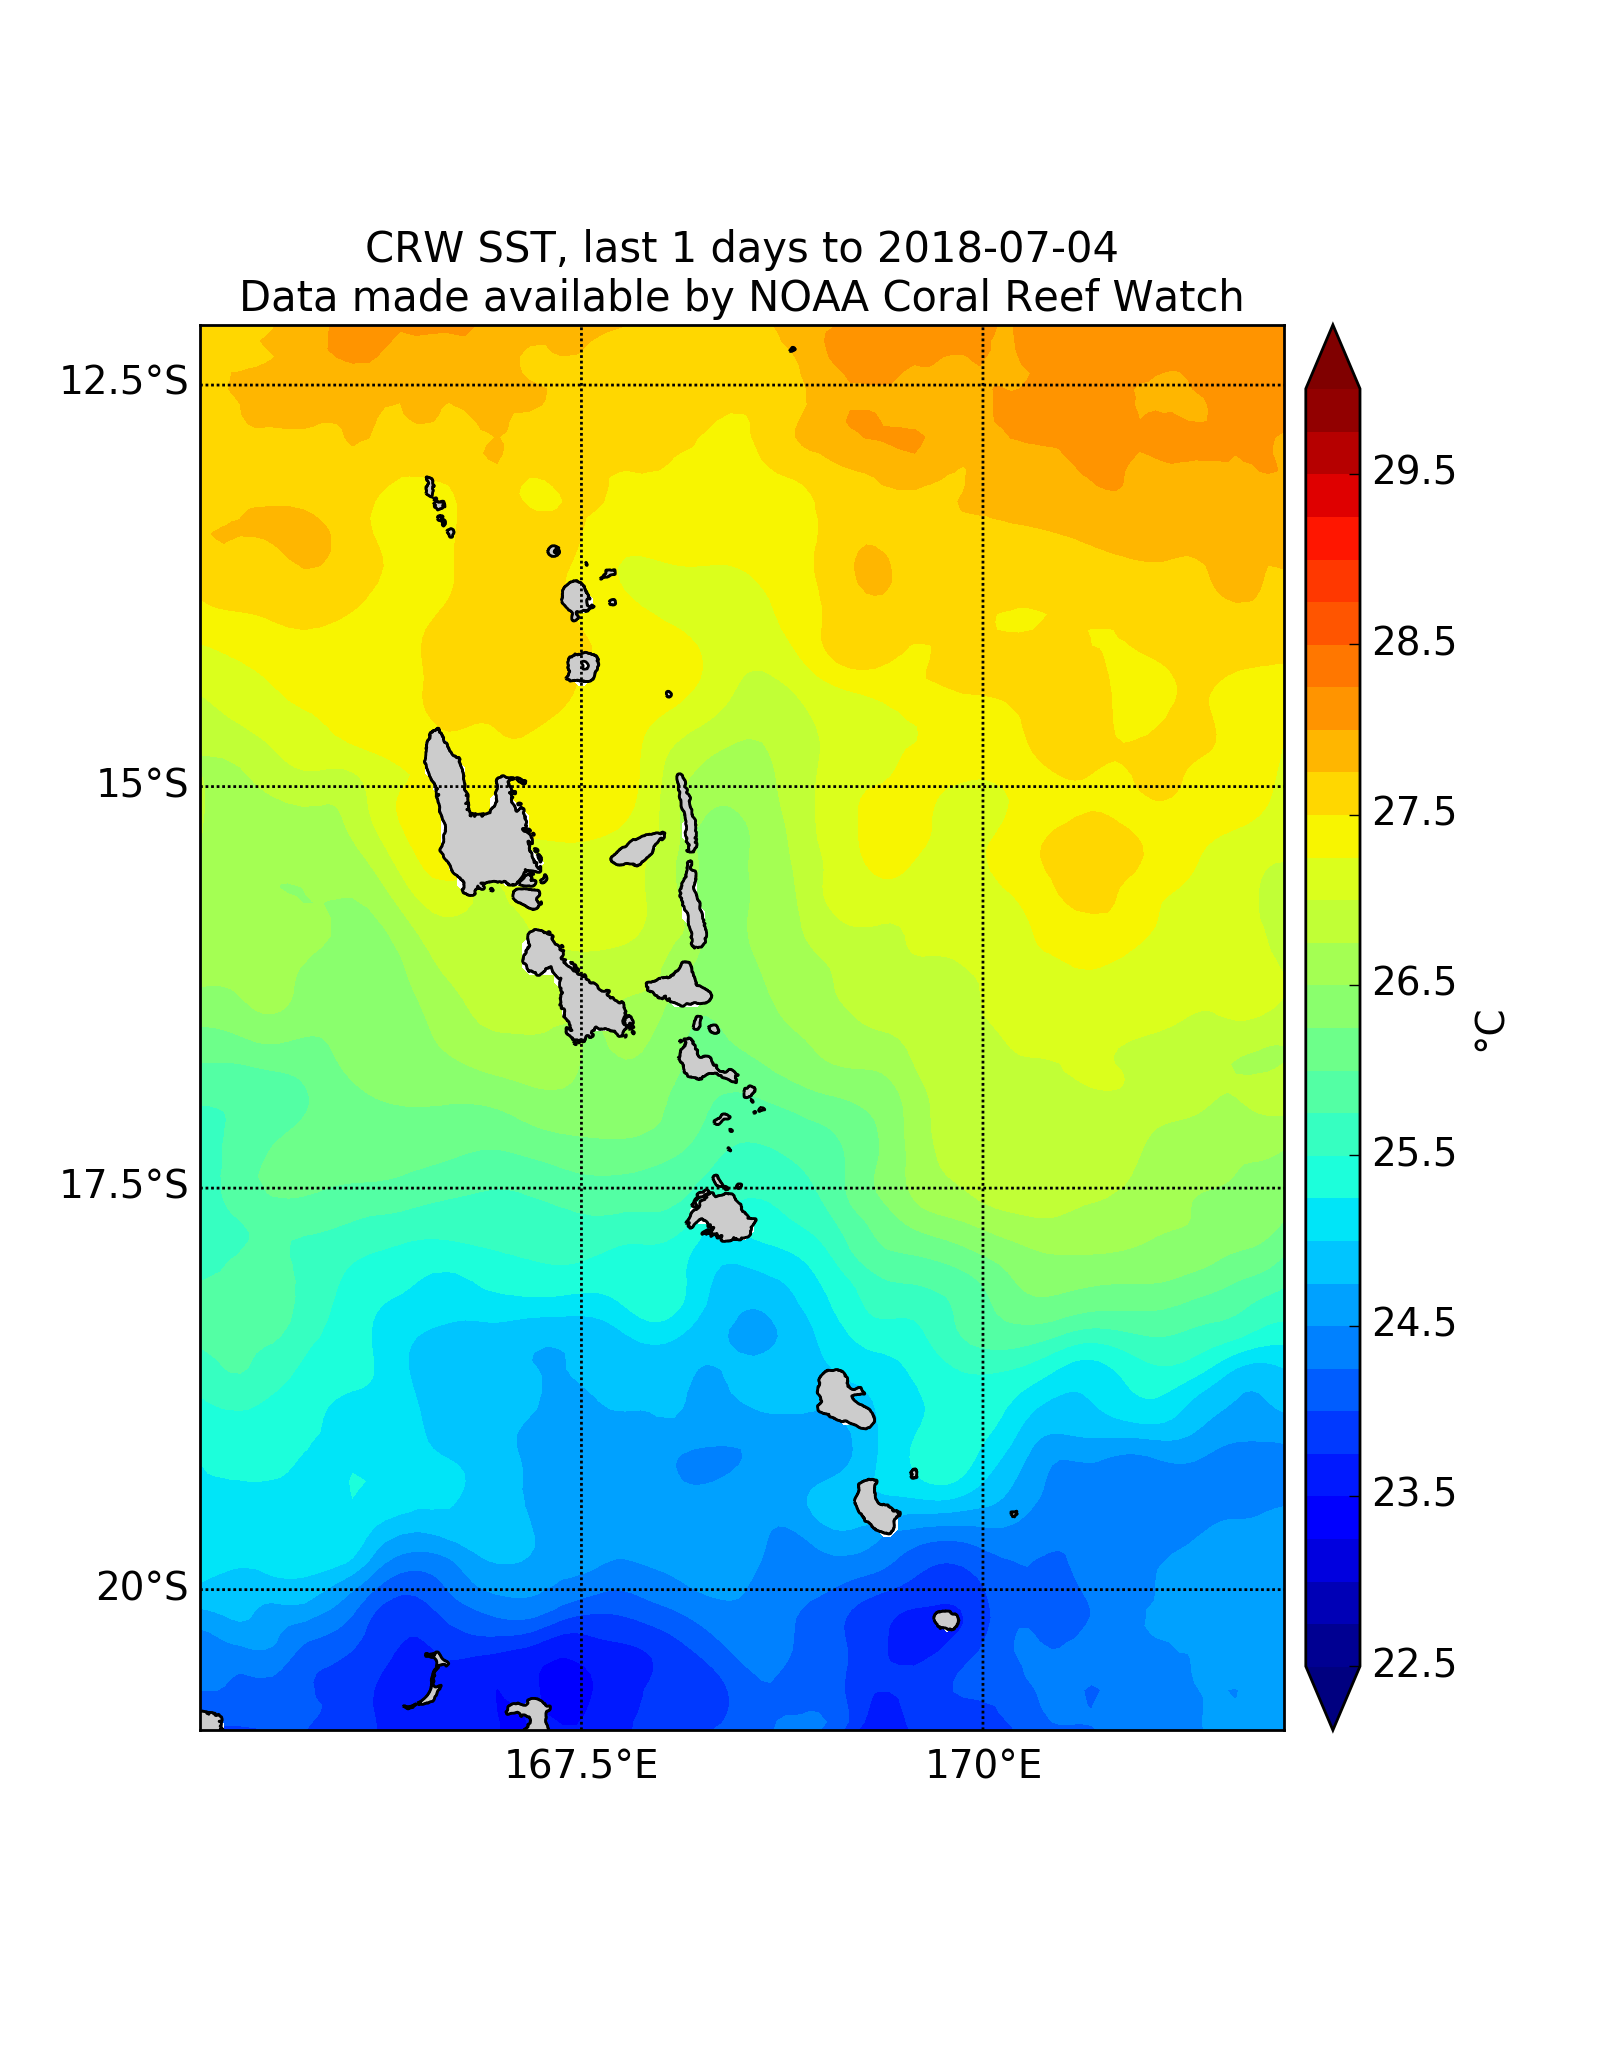 CRW SST, last 1 days to 2018-07-04
Data made available by NOAA Coral Reef Watch
12.5°S
15°S
17.5°S
20°S
167.5°E
170°E
29.5
28.5
27.5
26.5
25.5
24.5
23.5
22.5
°C